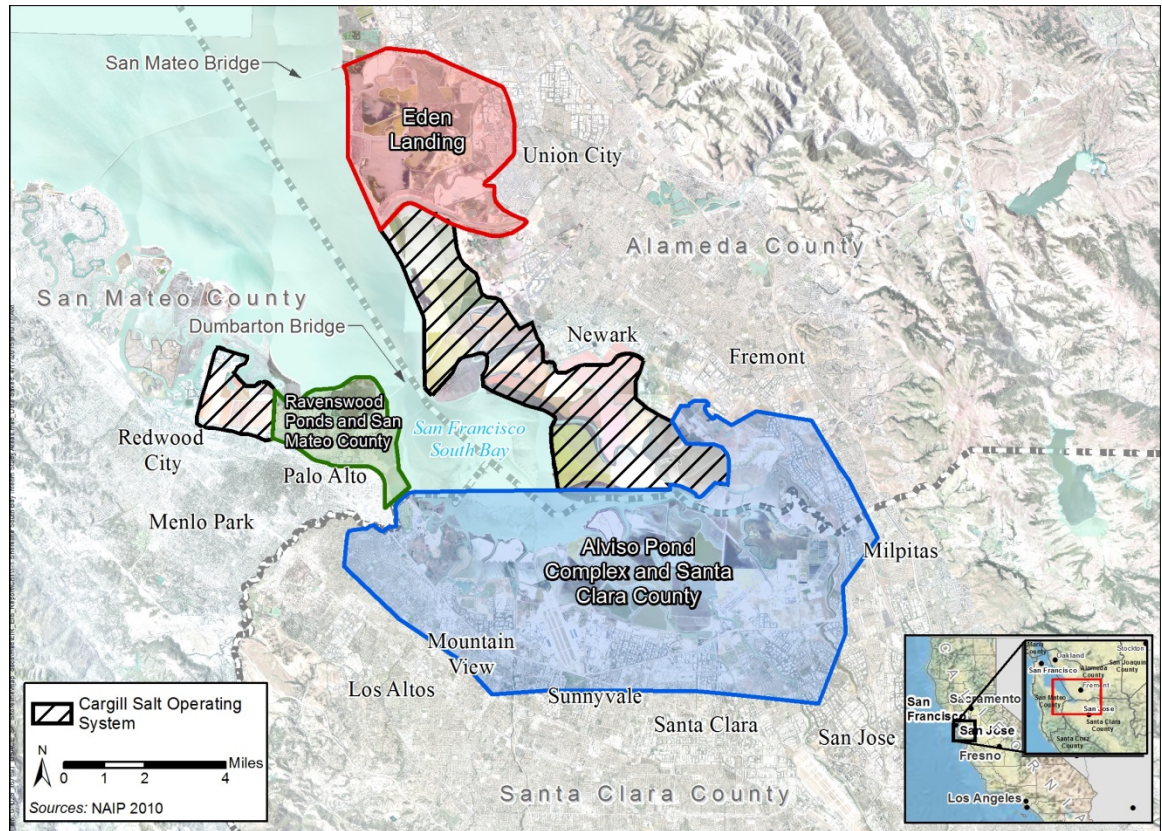 San Mateo Bridge
Eden
Landing
Union City
Alameda County
San Mateo County
Dumbarton Bridge
Newark
Fremont
Ravenswood
Ponds and San
Mateo County
San Francisco
South Bay
Redwood
City
Palo Alto
Menlo Park
Alviso Pond
Complex and Santa
Clara County
Milpitas
Mountain
View
Los Altos
Sunnyvale
Santa Clara
San Jose
Santa Clara County
Cargill Salt Operating
System
N
Miles
0 1 2 4
Sources: NAIP 2010
CALIFORNIA
Sacramento
San
Francisco
San Jose
Fresno
Los Angeles
Marin
County
Oakland
Stockton
San Francisco
Alameda
County
San Joaquin
County
Fremont
San Mateo
County
San Jose
Santa Clara
County
Santa Cruz
County